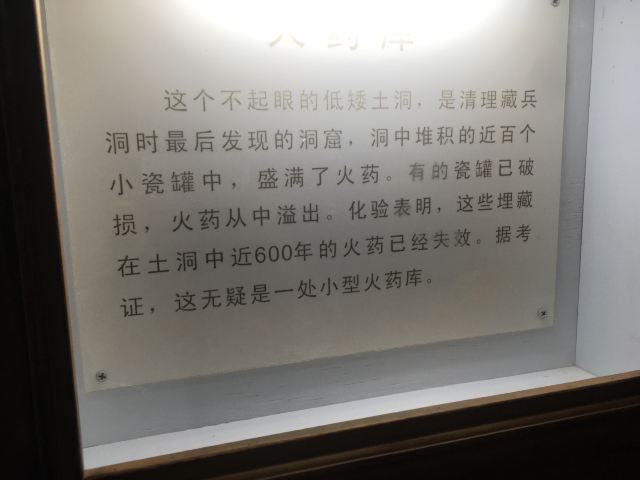 火药库
这个不起眼的低矮土洞，是清理藏兵
洞时最后发现的洞窟，洞中堆积的近百个
小瓷罐中，盛满了火药。有的瓷罐已破
损，火药从中溢出。化验表明，这些埋藏
在土洞中近600年的火药已经失效。据考
证，这无疑是一处小型火药库。